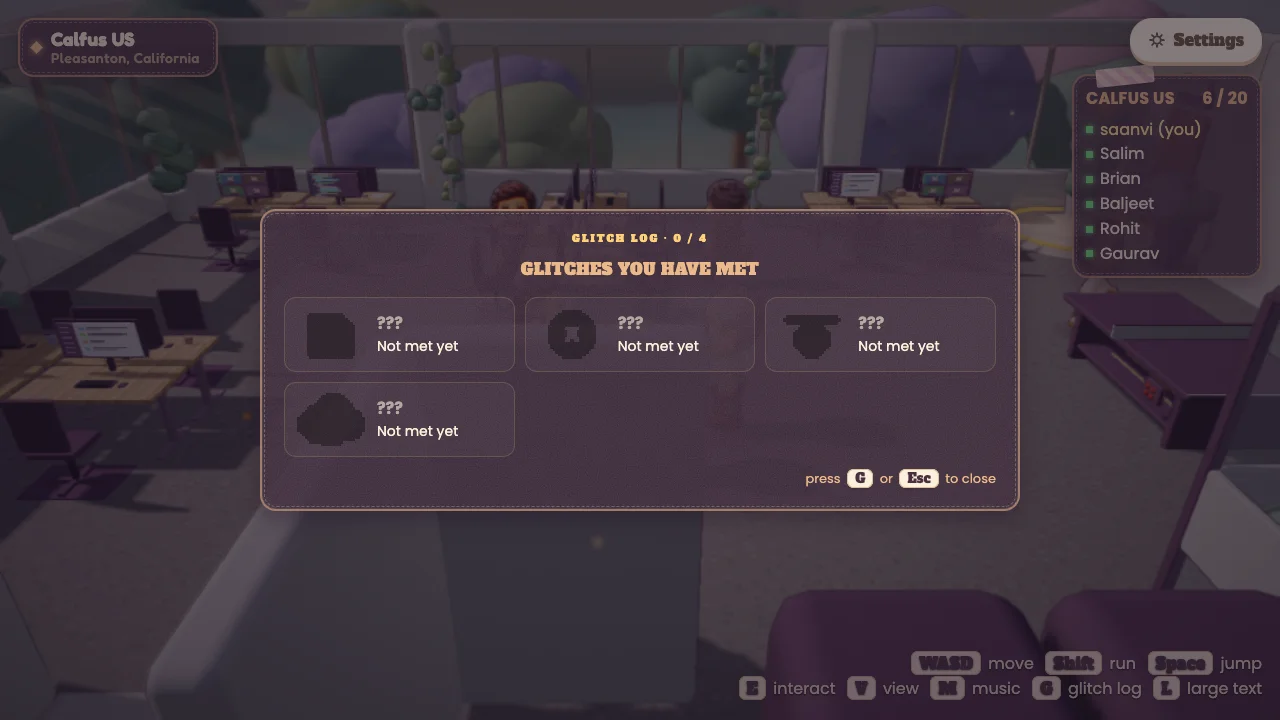 Calfus US
Pleasanton, California
Settings
CALFUS US 6 / 20
saanvi (you)
Salim
Brian
Baljeet
Rohit
Gaurav
GLITCH LOG · 0 / 4
GLITCHES YOU HAVE MET
???
Not met yet
???
Not met yet
???
Not met yet
???
Not met yet
press G or Esc to close
WASD move Shift run Space jump
E interact V view M music G glitch log L large text